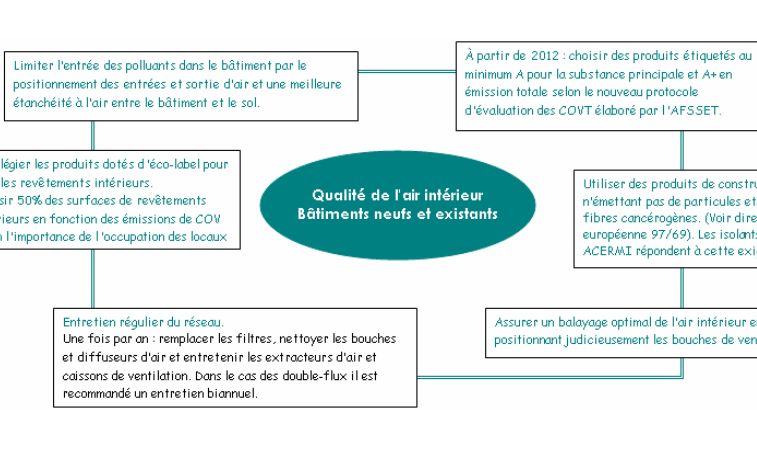 Limiter l'entrée des polluants dans le bâtiment par le
positionnement des entrées et sortie d'air et une meilleure
étanchéité à l'air entre le bâtiment et le sol.
À partir de 2012 : choisir des produits étiquetés au
minimum A pour la substance principale et A+ en
émission totale selon le nouveau protocole
d'évaluation des COVT élaboré par l'AFSSET.
les produits dotés d'éco-label pour
les revêtements intérieurs.
50% des surfaces de revêtements
en fonction des émissions de COV
l'importance de l'occupation des locaux
Qualité de l'air intérieur
Bâtiments neufs et existants
Utiliser des produits de
n'émettant pas de particules et
fibres cancérogènes. (Voir
européenne 97/69). Les isolants
ACERMI répondent à cette
Entretien régulier du réseau.
Une fois par an : remplacer les filtres, nettoyer les bouches
et diffuseurs d'air et entretenir les extracteurs d'air et
caissons de ventilation. Dans le cas des double-flux il est
recommandé un entretien biannuel.
Assurer un balayage optimal de l'air intérieur
positionnant judicieusement les bouches de